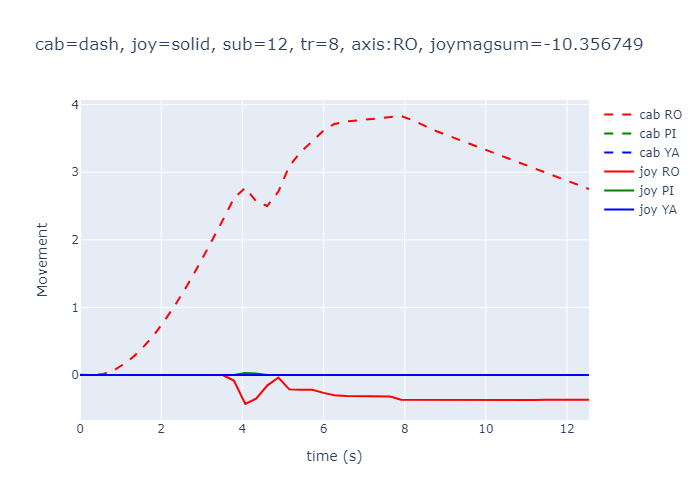 cab=dash, joy=solid, sub=12, tr=8, axis:RO, joymagsum=-10.356749
4
3
2
1
0
Movement
0
2
4
6
8
10
12
time (s)
cab RO
cab PI
cab YA
joy RO
joy PI
joy YA